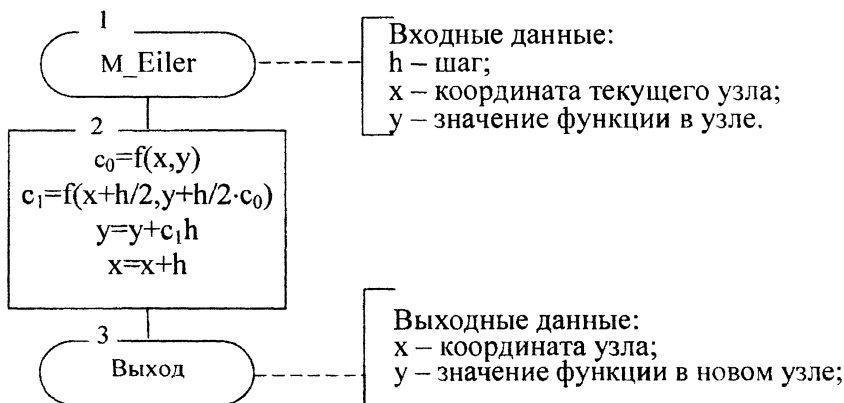 1
M_Eiler
Входные данные:
h – шаг;
x – координата текущего узла;
y – значение функции в узле.
2
c₀=f(x,y)
c₁=f(x+h/2,y+h/2·c₀)
y=y+c₁h
x=x+h
3
Выход
Выходные данные:
x – координата узла;
y – значение функции в новом узле;